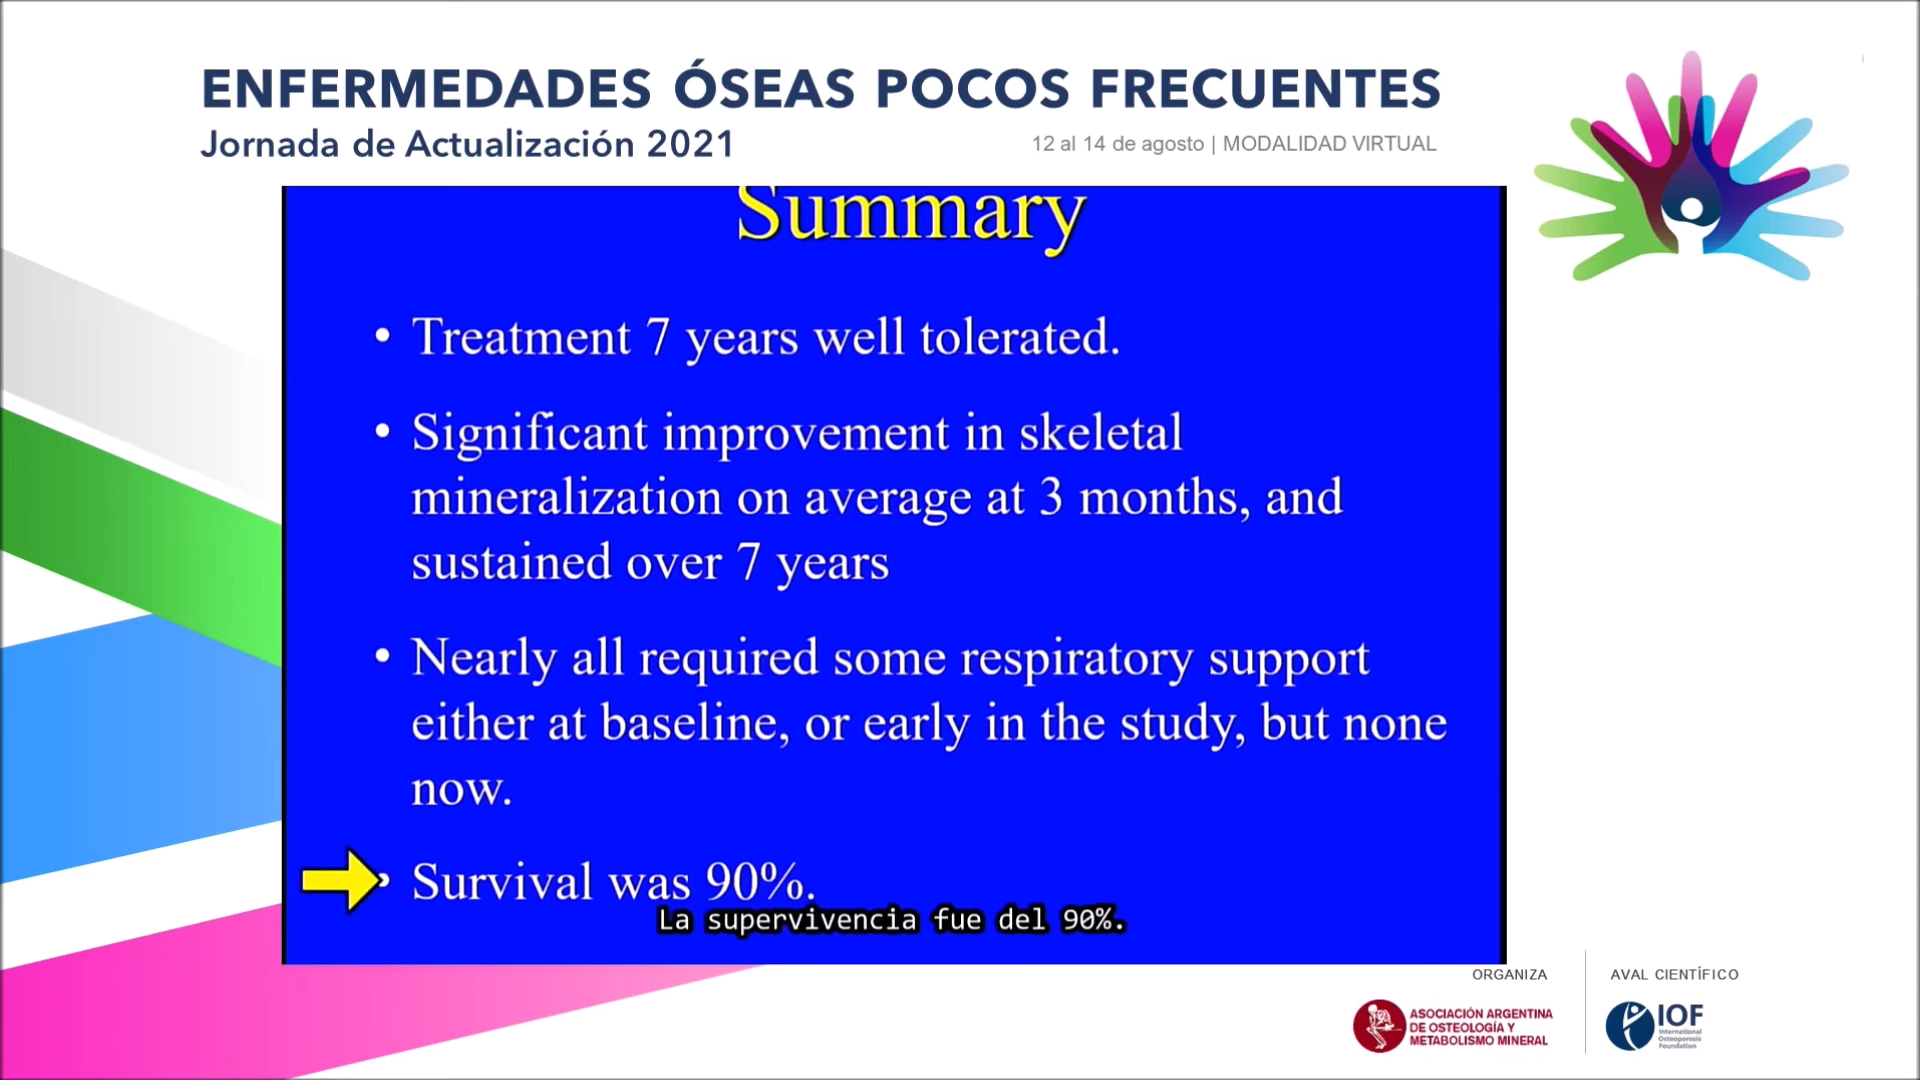 ENFERMEDADES ÓSEAS POCOS FRECUENTES
Jornada de Actualización 2021
12 al 14 de agosto | MODALIDAD VIRTUAL
Summary
• Treatment 7 years well tolerated.
• Significant improvement in skeletal
mineralization on average at 3 months, and
sustained over 7 years
• Nearly all required some respiratory support
either at baseline, or early in the study, but none
now.
• Survival was 90%.
La supervivencia fue del 90%.
ORGANIZA
ASOCIACIÓN ARGENTINA
DE OSTEOLOGÍA Y
METABOLISMO MINERAL
AVAL CIENTÍFICO
IOF
International
Osteoporosis
Foundation